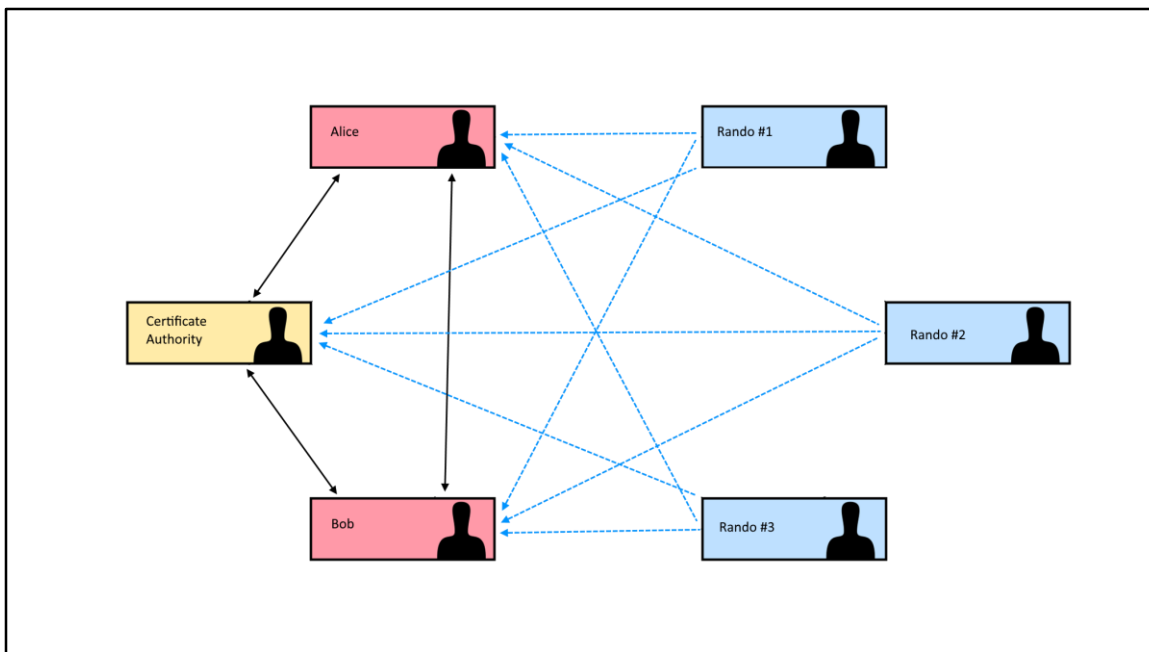 Alice
Rando #1
Certificate
Authority
Rando #2
Bob
Rando #3